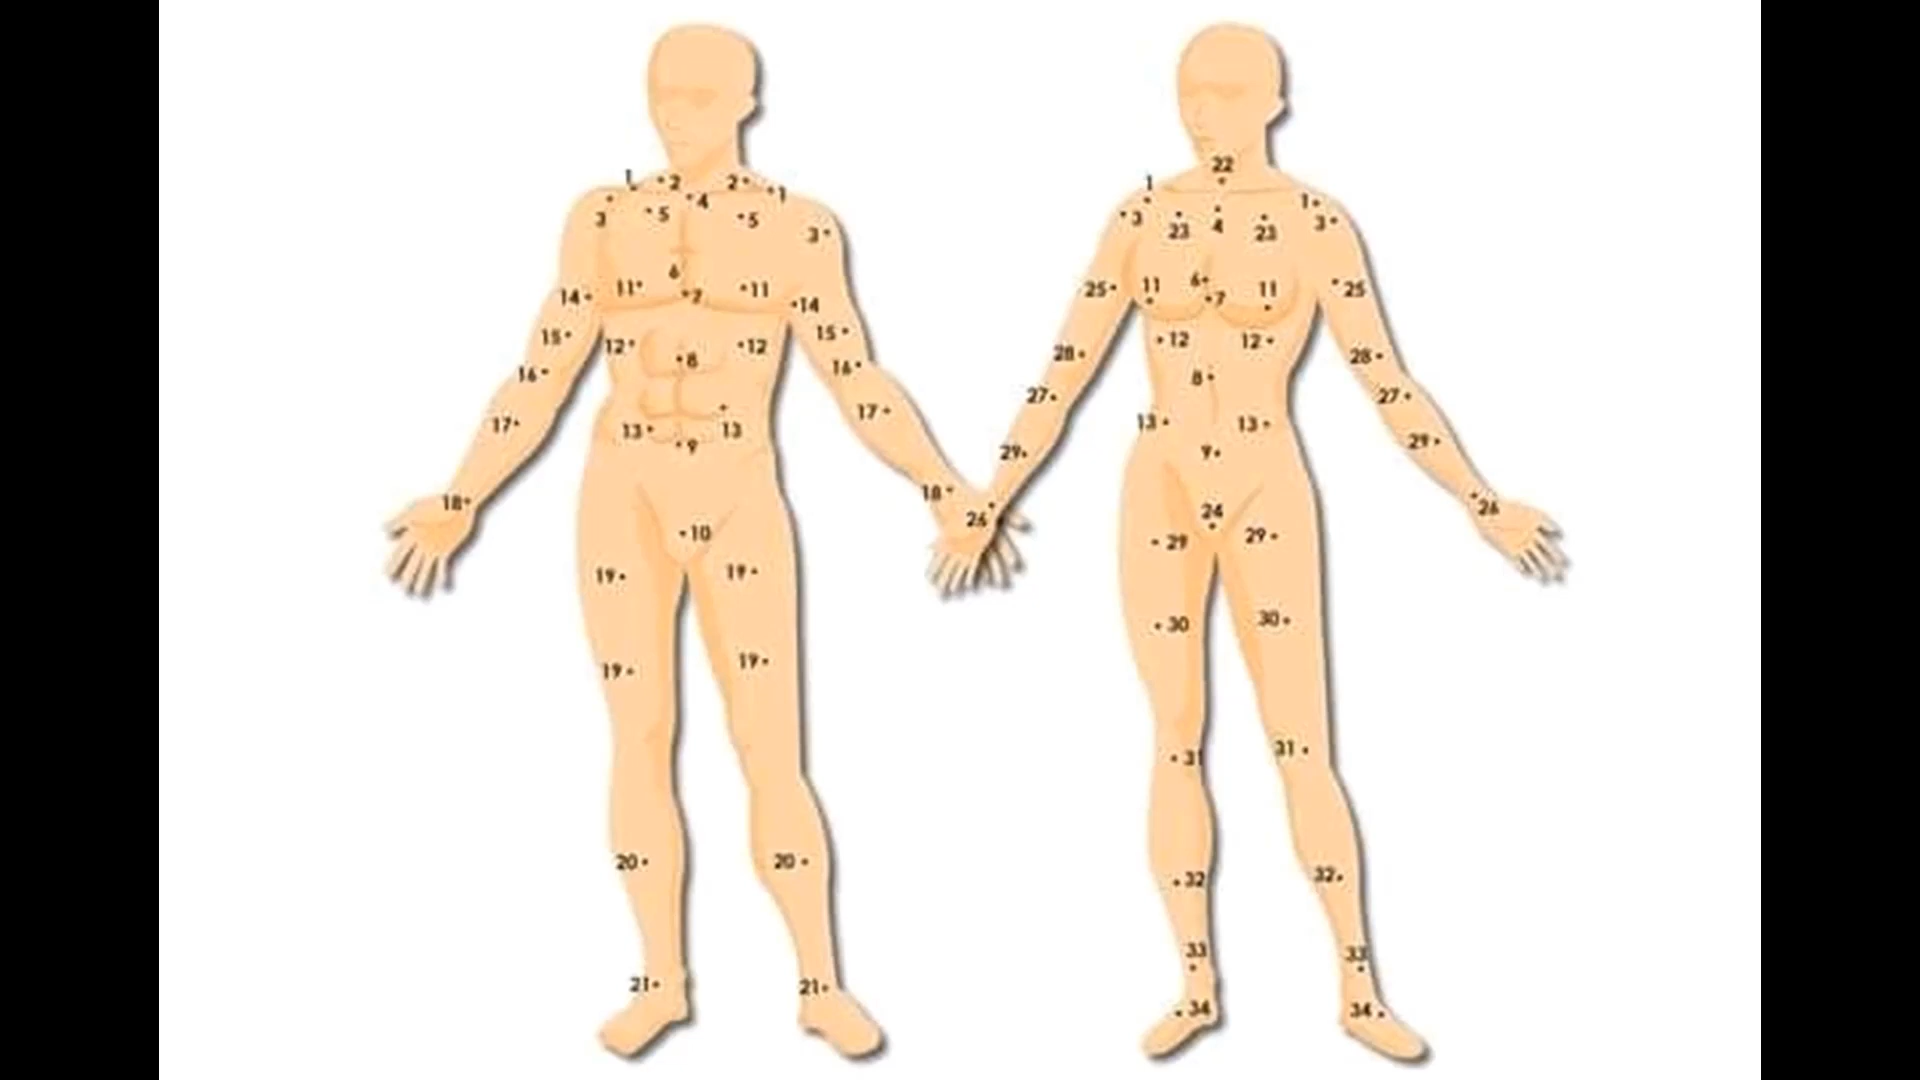 1 2 2 1
3 5 4 5 3
6
11 7 11
14 14
15 12 8 12 15
16 16
17 13 9 13 17
18 18
10
19 19
19 19
20 20
21 21
22
1 1
3 23 4 23 3
25 11 6 7 11 25
28 12 12 28
27 8 27
29 13 13 29
9
26 24 26
29 29
30 30
31 31
32 32
33 33
34 34